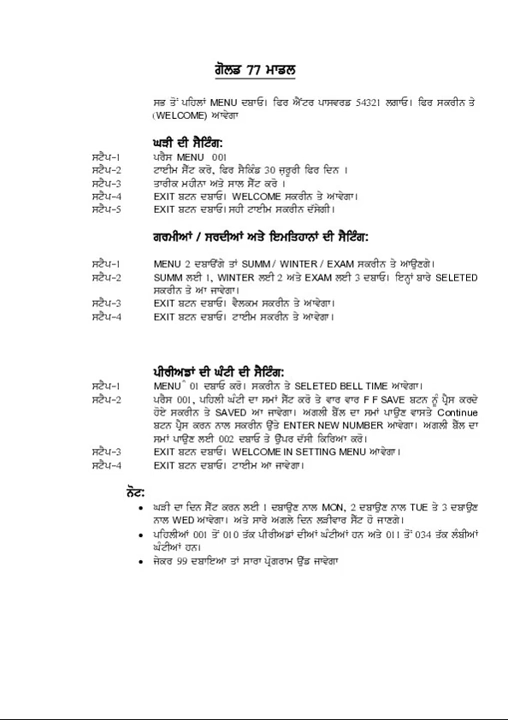 ਗੋਲਡ 77 ਮਾਡਲ
ਸਭ ਤੋਂ ਪਹਿਲਾਂ MENU ਦਬਾਓ। ਫਿਰ ਐਂਟਰ ਪਾਸਵਰਡ 54321 ਲਗਾਓ। ਫਿਰ ਸਕਰੀਨ ਤੇ
(WELCOME) ਆਵੇਗਾ
ਘੜੀ ਦੀ ਸੈਟਿੰਗ:
ਸਟੈਪ-1 ਪਰੈਸ MENU 001
ਸਟੈਪ-2 ਟਾਈਮ ਸੈੱਟ ਕਰੋ, ਫਿਰ ਸੈਕਿੰਡ 30 ਜ਼ਰੂਰੀ ਫਿਰ ਦਿਨ ।
ਸਟੈਪ-3 ਤਾਰੀਕ ਮਹੀਨਾ ਅਤੇ ਸਾਲ ਸੈੱਟ ਕਰੋ ।
ਸਟੈਪ-4 EXIT ਬਟਨ ਦਬਾਓ। WELCOME ਸਕਰੀਨ ਤੇ ਆਵੇਗਾ।
ਸਟੈਪ-5 EXIT ਬਟਨ ਦਬਾਓ।ਸਹੀ ਟਾਈਮ ਸਕਰੀਨ ਦੱਸੇਗੀ।
ਗਰਮੀਆਂ / ਸਰਦੀਆਂ ਅਤੇ ਇਮਤਿਹਾਨਾਂ ਦੀ ਸੈਟਿੰਗ:
ਸਟੈਪ-1 MENU 2 ਦਬਾਓਂਗੇ ਤਾਂ SUMM / WINTER / EXAM ਸਕਰੀਨ ਤੇ ਆਉਣਗੇ।
ਸਟੈਪ-2 SUMM ਲਈ 1, WINTER ਲਈ 2 ਅਤੇ EXAM ਲਈ 3 ਦਬਾਓ। ਇਨ੍ਹਾਂ ਬਾਰੇ SELETED
ਸਕਰੀਨ ਤੇ ਆ ਜਾਵੇਗਾ।
ਸਟੈਪ-3 EXIT ਬਟਨ ਦਬਾਓ। ਵੈਲਕਮ ਸਕਰੀਨ ਤੇ ਆਵੇਗਾ।
ਸਟੈਪ-4 EXIT ਬਟਨ ਦਬਾਓ। ਟਾਈਮ ਸਕਰੀਨ ਤੇ ਆਵੇਗਾ।
ਪੀਰੀਅਡਾਂ ਦੀ ਘੰਟੀ ਦੀ ਸੈਟਿੰਗ:
ਸਟੈਪ-1 MENU 01 ਦਬਾਓ ਕਰੋ। ਸਕਰੀਨ ਤੇ SELETED BELL TIME ਆਵੇਗਾ।
ਸਟੈਪ-2 ਪਰੈਸ 001, ਪਹਿਲੀ ਘੰਟੀ ਦਾ ਸਮਾਂ ਸੈੱਟ ਕਰੋ ਤੇ ਵਾਰ ਵਾਰ F F SAVE ਬਟਨ ਨੂੰ ਪ੍ਰੈਸ ਕਰਦੇ
ਹੋਏ ਸਕਰੀਨ ਤੇ SAVED ਆ ਜਾਵੇਗਾ। ਅਗਲੀ ਬੈੱਲ ਦਾ ਸਮਾਂ ਪਾਉਣ ਵਾਸਤੇ Continue
ਬਟਨ ਪ੍ਰੈਸ ਕਰਨ ਨਾਲ ਸਕਰੀਨ ਉੱਤੇ ENTER NEW NUMBER ਆਵੇਗਾ। ਅਗਲੀ ਬੈੱਲ ਦਾ
ਸਮਾਂ ਪਾਉਣ ਲਈ 002 ਦਬਾਓ ਤੇ ਉੱਪਰ ਦੱਸੀ ਕਿਰਿਆ ਕਰੋ।
ਸਟੈਪ-3 EXIT ਬਟਨ ਦਬਾਓ। WELCOME IN SETTING MENU ਆਵੇਗਾ।
ਸਟੈਪ-4 EXIT ਬਟਨ ਦਬਾਓ। ਟਾਈਮ ਆ ਜਾਵੇਗਾ।
ਨੋਟ:
• ਘੜੀ ਦਾ ਦਿਨ ਸੈੱਟ ਕਰਨ ਲਈ 1 ਦਬਾਉਣ ਨਾਲ MON, 2 ਦਬਾਉਣ ਨਾਲ TUE ਤੇ 3 ਦਬਾਉਣ
ਨਾਲ WED ਆਵੇਗਾ। ਅਤੇ ਸਾਰੇ ਅਗਲੇ ਦਿਨ ਲੜੀਵਾਰ ਸੈੱਟ ਹੋ ਜਾਣਗੇ।
• ਪਹਿਲੀਆਂ 001 ਤੋਂ 010 ਤੱਕ ਪੀਰੀਅਡਾਂ ਦੀਆਂ ਘੰਟੀਆਂ ਹਨ ਅਤੇ 011 ਤੋਂ 034 ਤੱਕ ਲੰਬੀਆਂ
ਘੰਟੀਆਂ ਹਨ।
• ਜੇਕਰ 99 ਦਬਾਇਆ ਤਾਂ ਸਾਰਾ ਪ੍ਰੋਗਰਾਮ ਉੱਡ ਜਾਵੇਗਾ